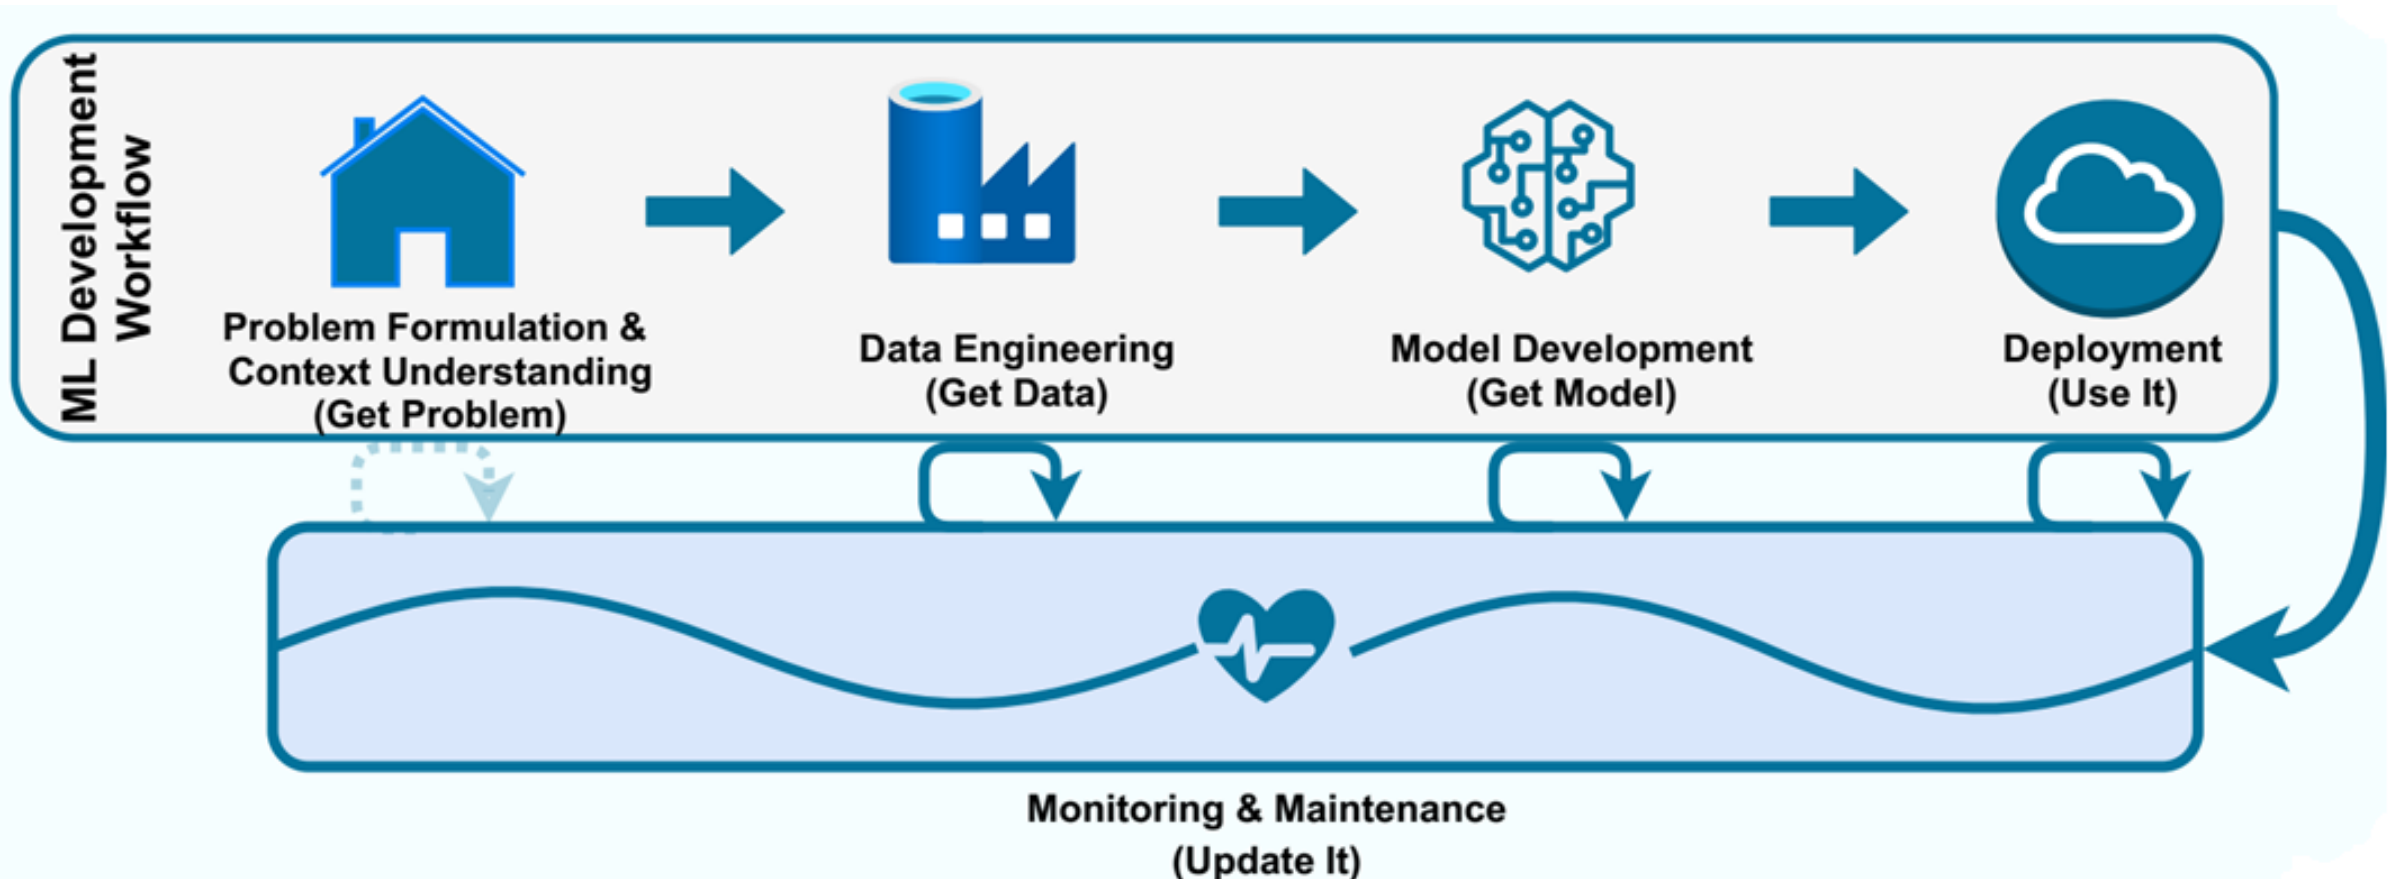 ML Development
Workflow
Problem Formulation &
Context Understanding
(Get Problem)
Data Engineering
(Get Data)
Model Development
(Get Model)
Deployment
(Use It)
Monitoring & Maintenance
(Update It)